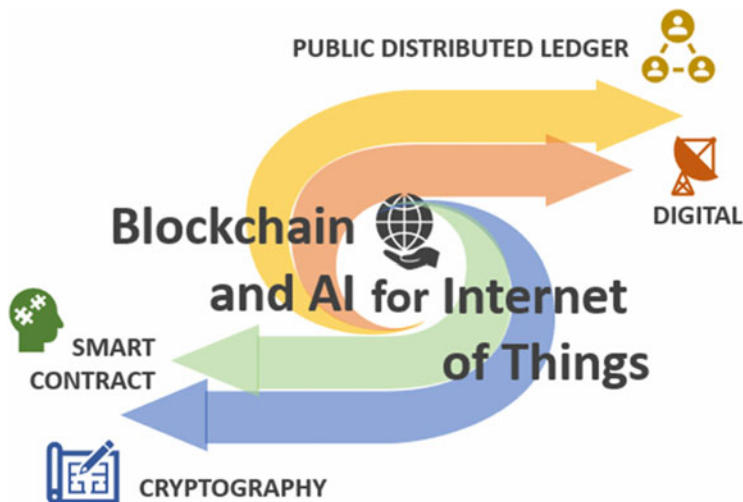 PUBLIC DISTRIBUTED LEDGER
DIGITAL
Blockchain
and AI for Internet
of Things
SMART
CONTRACT
CRYPTOGRAPHY